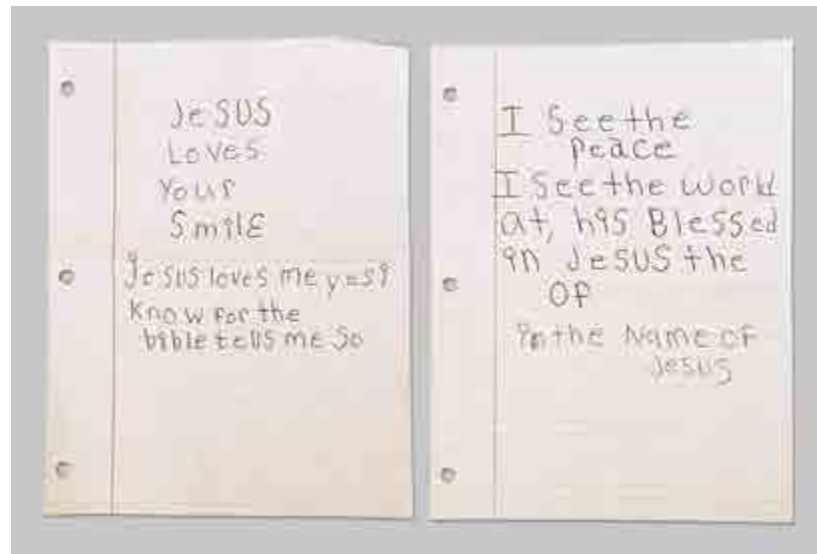 JeSUS
Loves
Your
SmilE
JeSUS loves me yes I
Know for the
bible tells me So
I See the
Peace
I See the World
at, his Blessed
in JeSUS the
OF
in the Name of
JeSUS